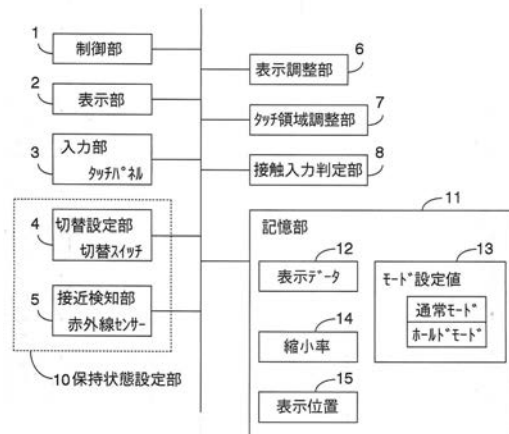 1
制御部
2
表示部
3
入力部
タッチパネル
4
切替設定部
切替スイッチ
5
接近検知部
赤外線センサー
10保持状態設定部
6
表示調整部
7
タッチ領域調整部
8
接触入力判定部
11
記憶部
12
表示データ
13
モード設定値
通常モード
ホールドモード
14
縮小率
15
表示位置